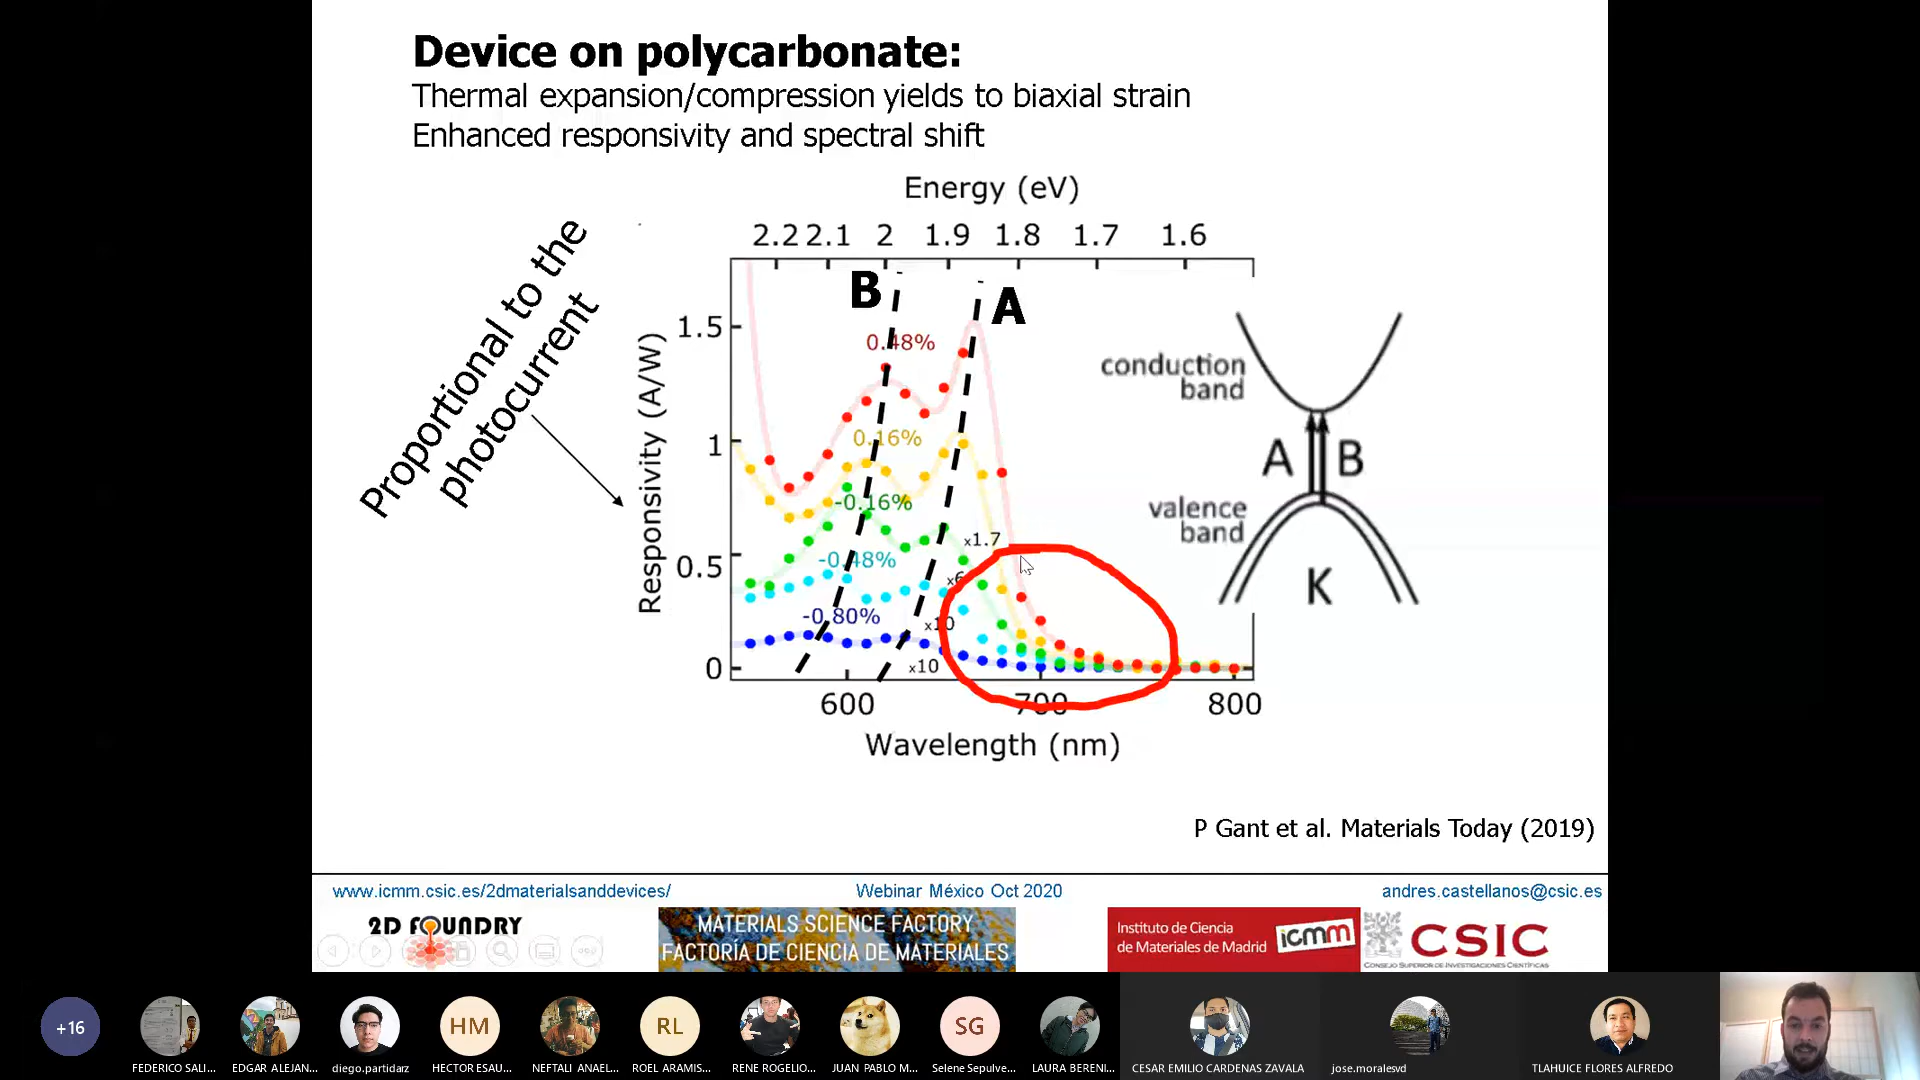 Device on polycarbonate:
Thermal expansion/compression yields to biaxial strain
Enhanced responsivity and spectral shift
Proportional to the
photocurrent
Energy (eV)
2.2 2.1 2 1.9 1.8 1.7 1.6
B
A
Responsivity (A/W)
1.5
1
0.5
0
0.48%
0.16%
-0.16%
-0.48%
-0.80%
x1.7
x6
x10
x10
600 700 800
Wavelength (nm)
conduction
band
A B
valence
band
K
P Gant et al. Materials Today (2019)
www.icmm.csic.es/2dmaterialsanddevices/
Webinar México Oct 2020
andres.castellanos@csic.es
2D FOUNDRY
MATERIALS SCIENCE FACTORY
FACTORÍA DE CIENCIA DE MATERIALES
Instituto de Ciencia
de Materiales de Madrid
icmm
CSIC
CONSEJO SUPERIOR DE INVESTIGACIONES CIENTÍFICAS
+16
HM
RL
SG
FEDERICO SALI...
EDGAR ALEJAN...
diego.partidarz
HECTOR ESAU...
NEFTALI ANAEL...
ROEL ARAMIS...
RENE ROGELIO...
JUAN PABLO M...
Selene Sepulve...
LAURA BERENI...
CESAR EMILIO CARDENAS ZAVALA
jose.moralesvd
TLAHUICE FLORES ALFREDO